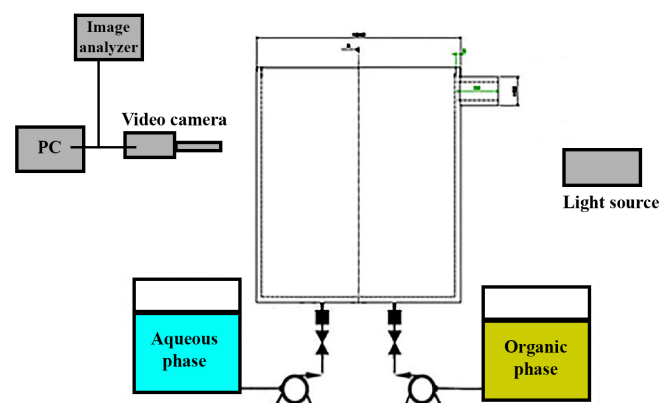 Image
analyzer
Video camera
PC
Light source
Aqueous
phase
Organic
phase